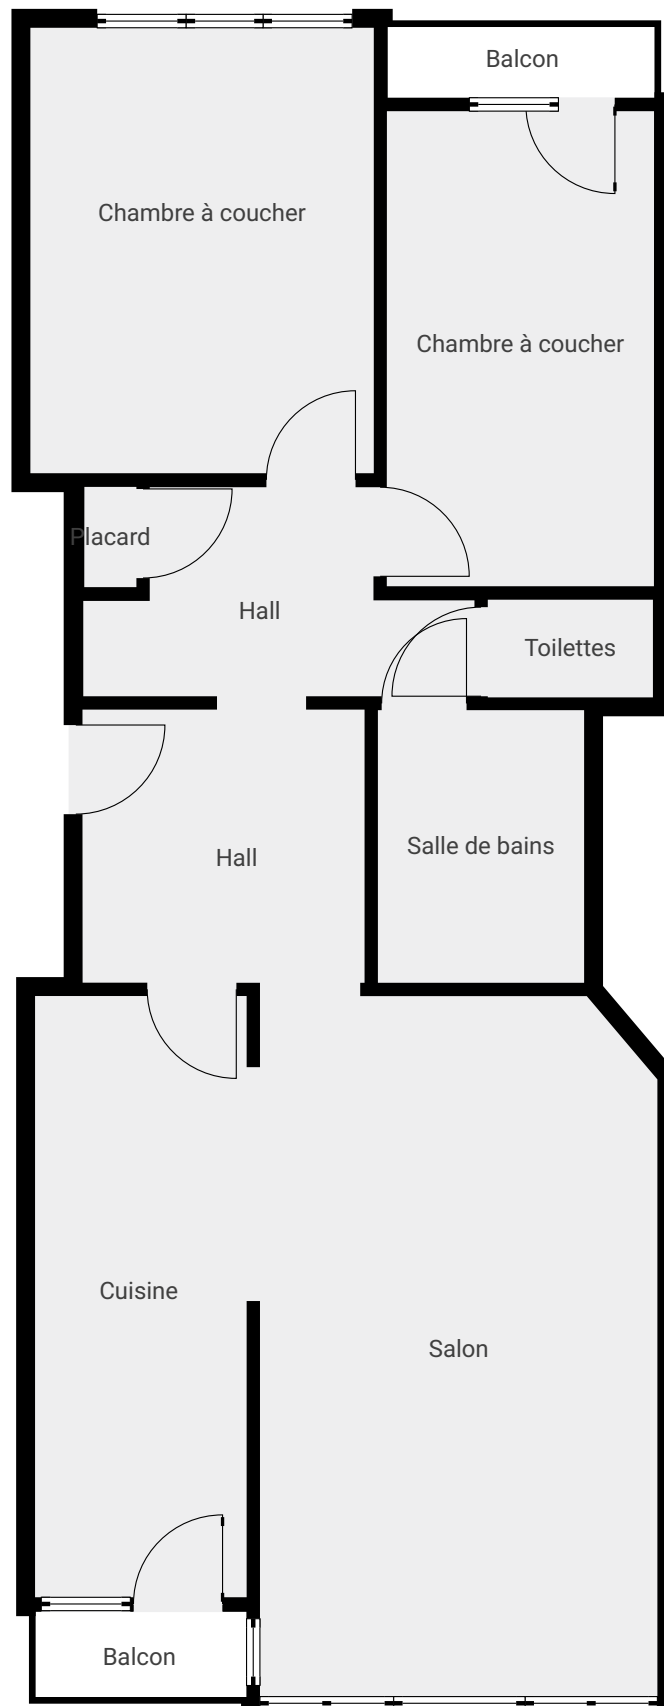 Balcon
Chambre à coucher
Chambre à coucher
Placard
Hall
Toilettes
Salle de bains
Hall
Cuisine
Salon
Balcon